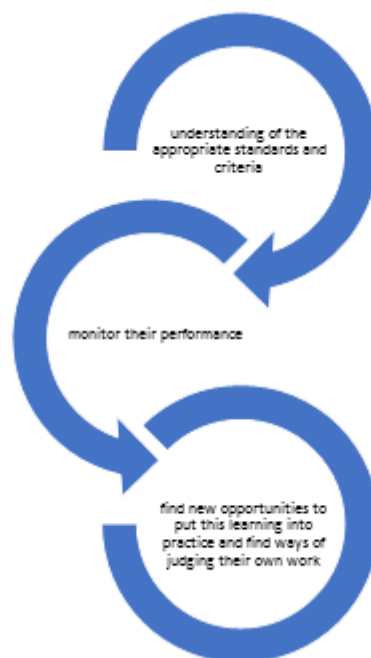 understanding of the
appropriate standards and
criteria
monitor their performance
find new opportunities to
put this learning into
practice and find ways of
judging their own work